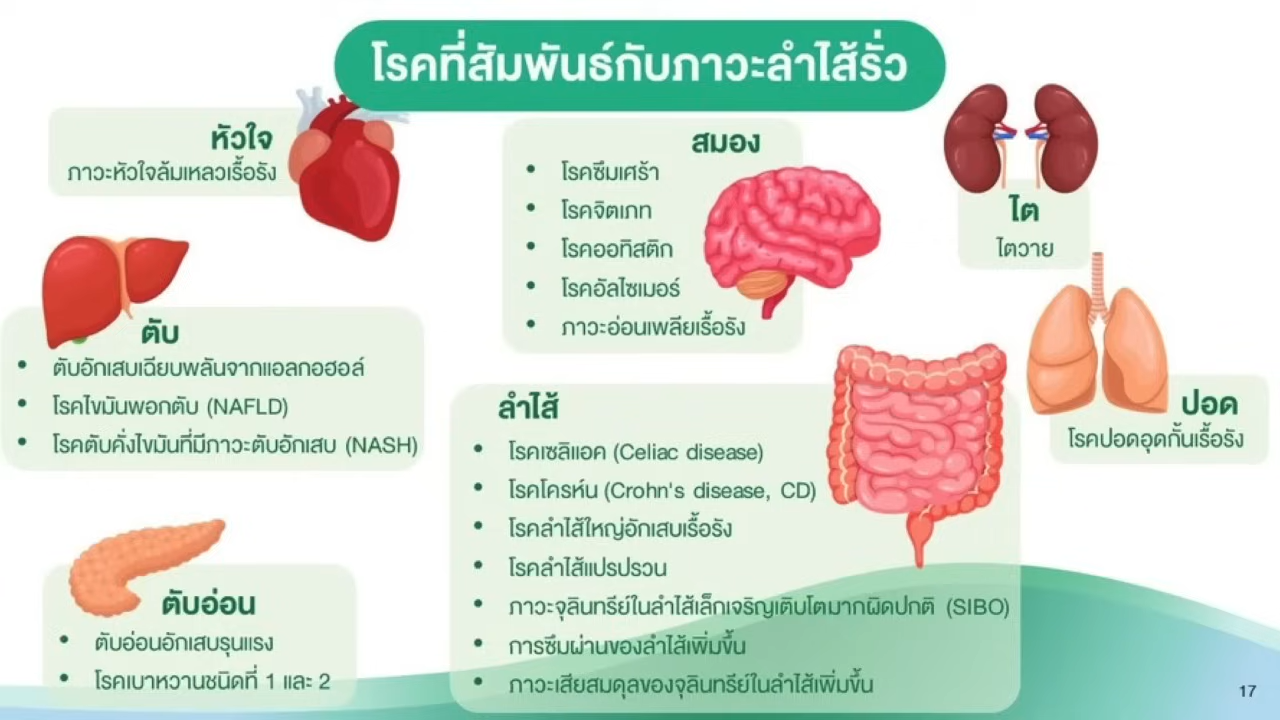 โรคที่สัมพันธ์กับภาวะลำไส้รั่ว
หัวใจ
ภาวะหัวใจล้มเหลวเรื้อรัง
สมอง
• โรคซึมเศร้า
• โรคจิตเภท
• โรคออทิสติก
• โรคอัลไซเมอร์
• ภาวะอ่อนเพลียเรื้อรัง
ไต
ไตวาย
ตับ
• ตับอักเสบเฉียบพลันจากแอลกอฮอล์
• โรคไขมันพอกตับ (NAFLD)
• โรคตับคั่งไขมันที่มีภาวะตับอักเสบ (NASH)
ปอด
โรคปอดอุดกั้นเรื้อรัง
ลำไส้
• โรคเซลิแอค (Celiac disease)
• โรคโครห์น (Crohn's disease, CD)
• โรคลำไส้ใหญ่อักเสบเรื้อรัง
• โรคลำไส้แปรปรวน
• ภาวะจุลินทรีย์ในลำไส้เล็กเจริญเติบโตมากผิดปกติ (SIBO)
• การซึมผ่านของลำไส้เพิ่มขึ้น
• ภาวะเสียสมดุลของจุลินทรีย์ในลำไส้เพิ่มขึ้น
ตับอ่อน
• ตับอ่อนอักเสบรุนแรง
• โรคเบาหวานชนิดที่ 1 และ 2
17